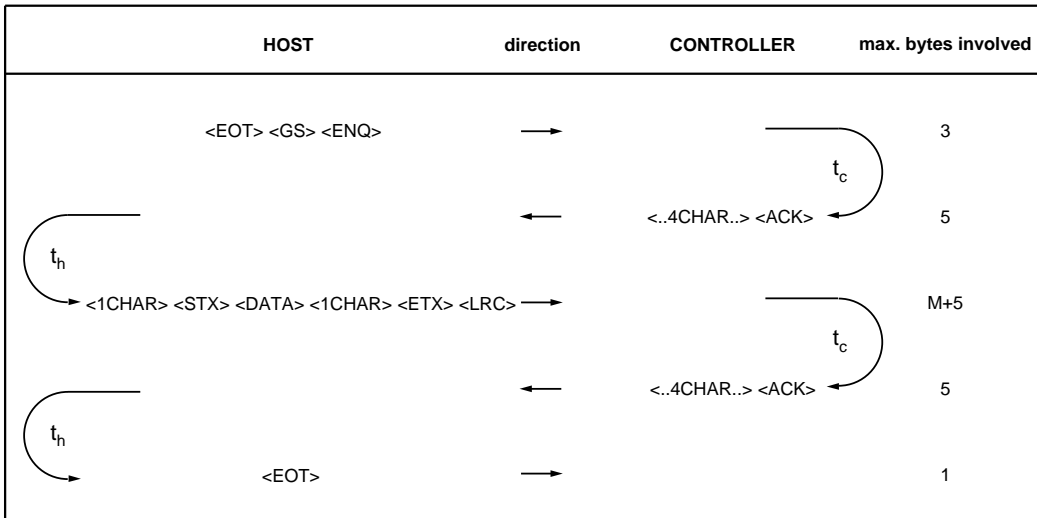 HOST direction CONTROLLER max. bytes involved
<EOT> <GS> <ENQ> 3
tc
<..4CHAR..> <ACK> 5
th
<1CHAR> <STX> <DATA> <1CHAR> <ETX> <LRC> M+5
tc
<..4CHAR..> <ACK> 5
th
<EOT> 1